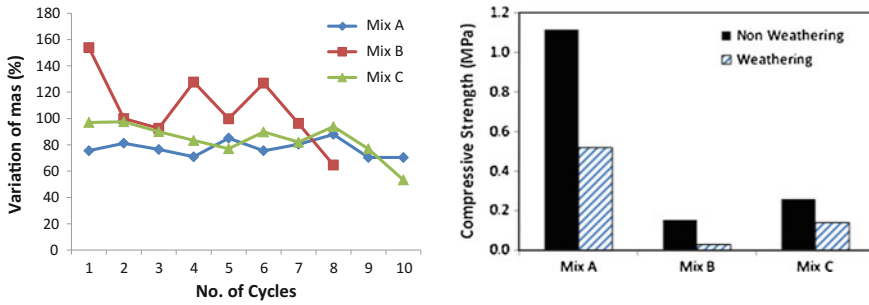 Variation of mas (%)
180
160
140
120
100
80
60
40
20
0
Mix A
Mix B
Mix C
1 2 3 4 5 6 7 8 9 10
No. of Cycles
Compressive Strength (MPa)
1.2
1.0
0.8
0.6
0.4
0.2
0.0
Non Weathering
Weathering
Mix A Mix B Mix C